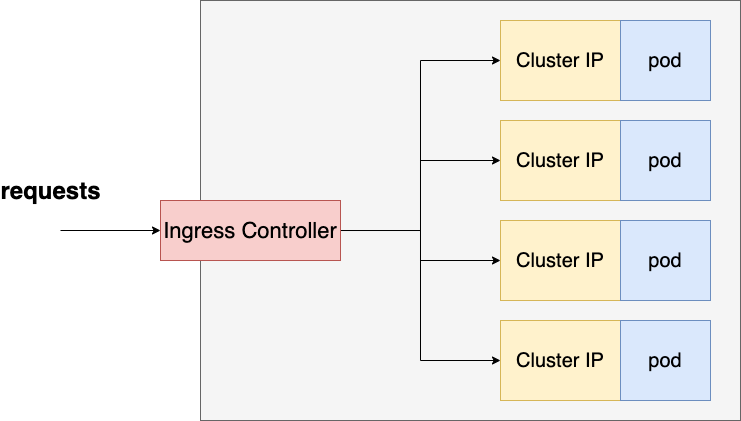 requests
Ingress Controller
Cluster IP pod
Cluster IP pod
Cluster IP pod
Cluster IP pod